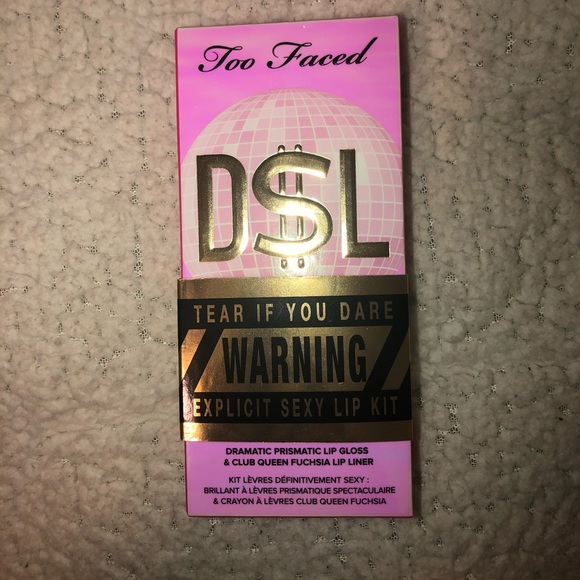 Too Faced
D$L
TEAR IF YOU DARE
WARNING
EXPLICIT SEXY LIP KIT
DRAMATIC PRISMATIC LIP GLOSS
& CLUB QUEEN FUCHSIA LIP LINER
KIT LÈVRES DÉFINITIVEMENT SEXY :
BRILLANT À LÈVRES PRISMATIQUE SPECTACULAIRE
& CRAYON À LÈVRES CLUB QUEEN FUCHSIA